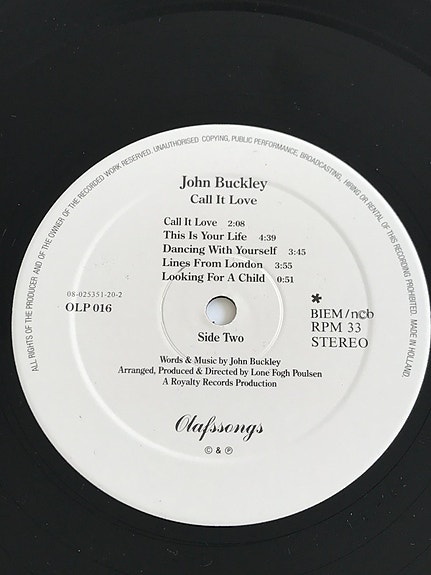 ALL RIGHTS OF THE PRODUCER AND OF THE OWNER OF THE RECORDED WORK RESERVED. UNAUTHORISED COPYING, PUBLIC PERFORMANCE, BROADCASTING, HIRING OR RENTAL OF THIS RECORDING PROHIBITED. MADE IN HOLLAND.
John Buckley
Call It Love
Call It Love 2:08
This Is Your Life 4:39
Dancing With Yourself 3:45
Lines From London 3:55
Looking For A Child 0:51
08-025351-20-2
OLP 016
*
BIEM/ncb
RPM 33
STEREO
Side Two
Words & Music by John Buckley
Arranged, Produced & Directed by Lone Fogh Poulsen
A Royalty Records Production
Olafssongs
© & ℗